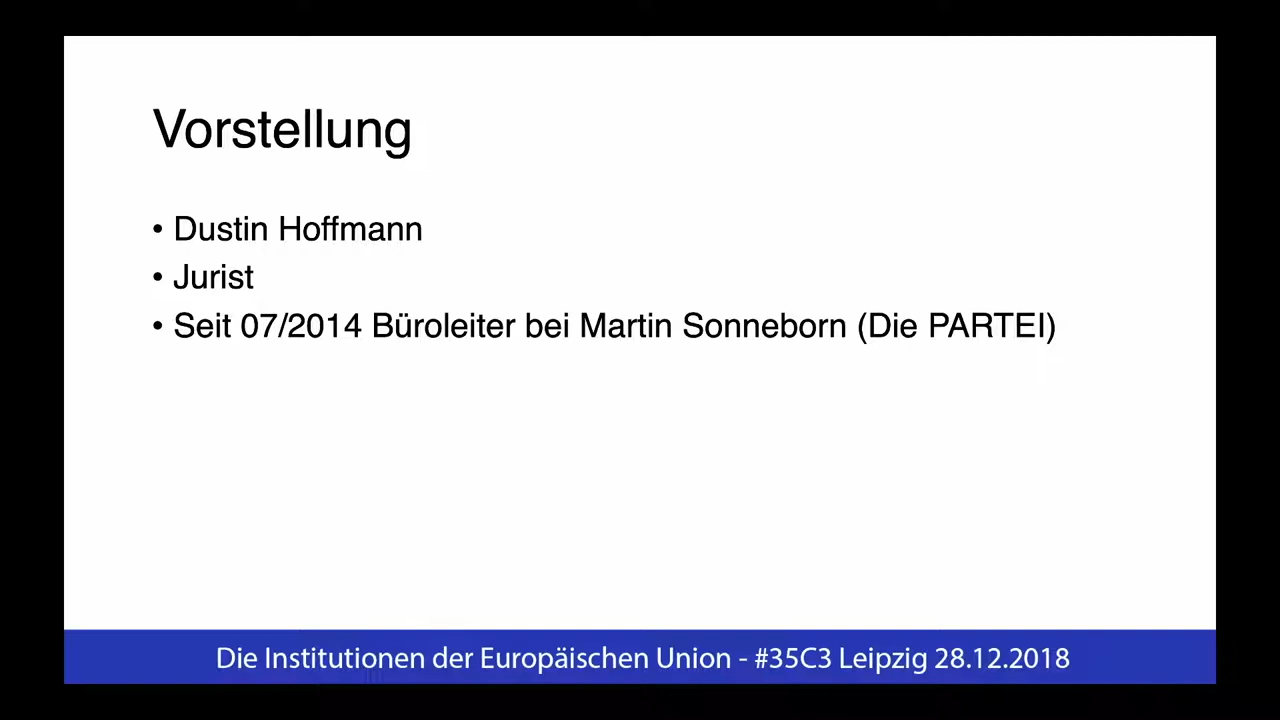 Vorstellung
• Dustin Hoffmann
• Jurist
• Seit 07/2014 Büroleiter bei Martin Sonneborn (Die PARTEI)
Die Institutionen der Europäischen Union - #35C3 Leipzig 28.12.2018